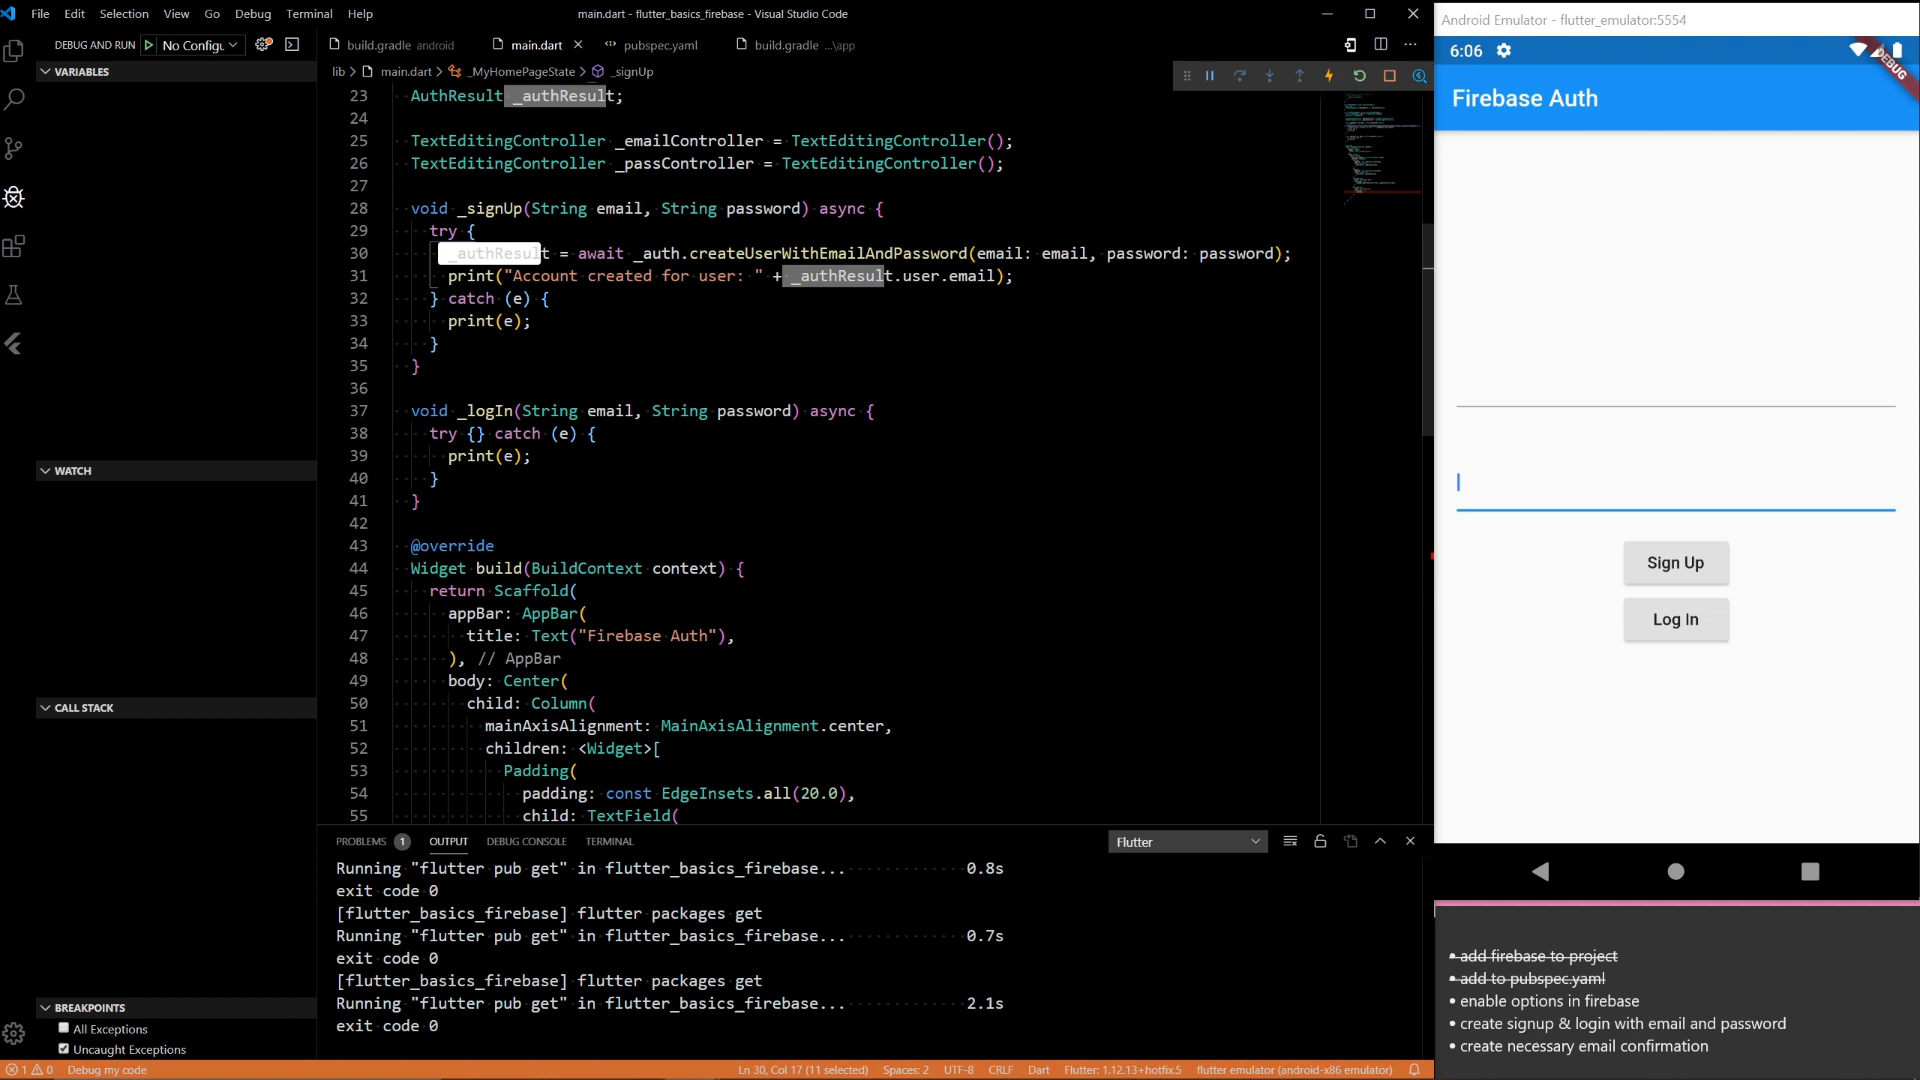 File Edit Selection View Go Debug Terminal Help
main.dart - flutter_basics_firebase - Visual Studio Code
DEBUG AND RUN No Config
build.gradle android
main.dart
pubspec.yaml
build.gradle ...\app
lib > main.dart > _MyHomePageState > _signUp
VARIABLES
WATCH
CALL STACK
BREAKPOINTS
All Exceptions
Uncaught Exceptions
23 AuthResult _authResult;
24
25 TextEditingController _emailController = TextEditingController();
26 TextEditingController _passController = TextEditingController();
27
28 void _signUp(String email, String password) async {
29 try {
30 _authResult = await _auth.createUserWithEmailAndPassword(email: email, password: password);
31 print("Account created for user: " + _authResult.user.email);
32 } catch (e) {
33 print(e);
34 }
35 }
36
37 void _logIn(String email, String password) async {
38 try {} catch (e) {
39 print(e);
40 }
41 }
42
43 @override
44 Widget build(BuildContext context) {
45 return Scaffold(
46 appBar: AppBar(
47 title: Text("Firebase Auth"),
48 ), // AppBar
49 body: Center(
50 child: Column(
51 mainAxisAlignment: MainAxisAlignment.center,
52 children: <Widget>[
53 Padding(
54 padding: const EdgeInsets.all(20.0),
55 child: TextField(
PROBLEMS 1 OUTPUT DEBUG CONSOLE TERMINAL
Flutter
Running "flutter pub get" in flutter_basics_firebase... 0.8s
exit code 0
[flutter_basics_firebase] flutter packages get
Running "flutter pub get" in flutter_basics_firebase... 0.7s
exit code 0
[flutter_basics_firebase] flutter packages get
Running "flutter pub get" in flutter_basics_firebase... 2.1s
exit code 0
1 0 Debug my code
Ln 30, Col 17 (11 selected) Spaces: 2 UTF-8 CRLF Dart Flutter: 1.12.13+hotfix.5 flutter emulator (android-x86 emulator)
Android Emulator - flutter_emulator:5554
6:06
DEBUG
Firebase Auth
Sign Up
Log In
• add firebase to project
• add to pubspec.yaml
• enable options in firebase
• create signup & login with email and password
• create necessary email confirmation